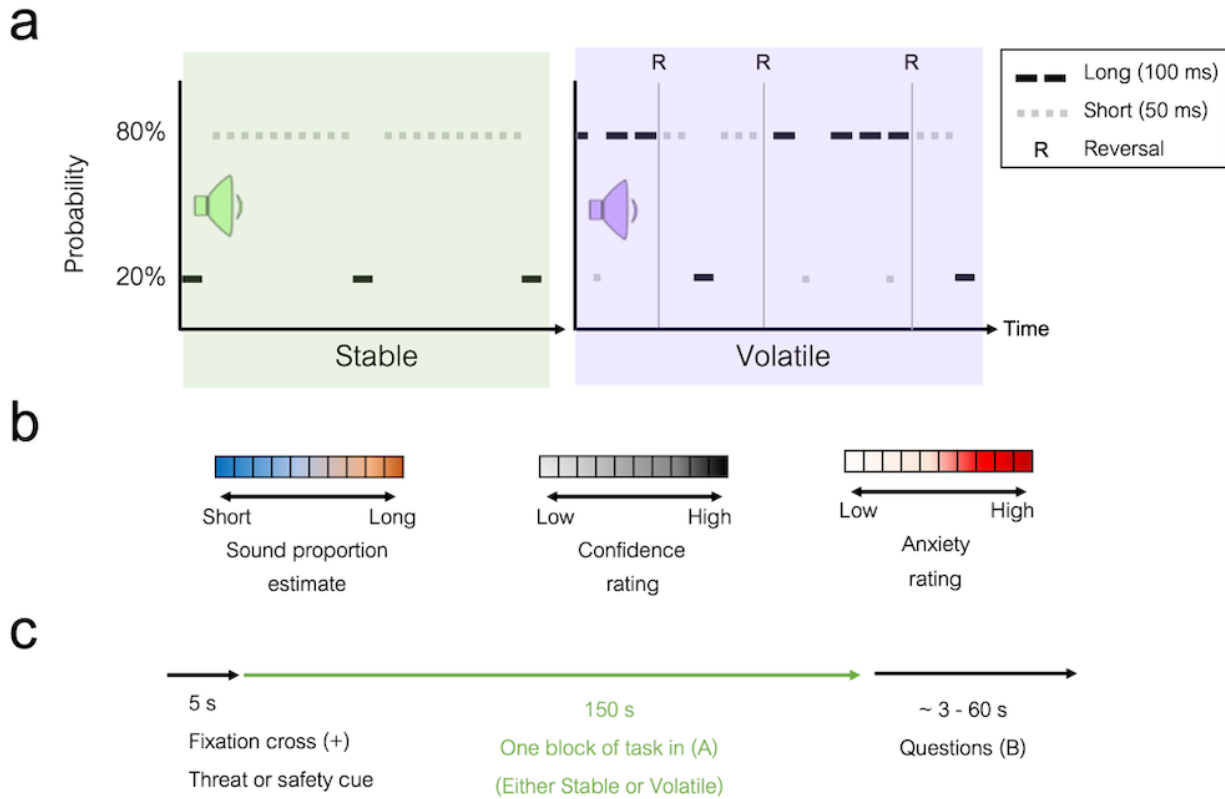 a
R
R
R
Long (100 ms)
Short (50 ms)
R
Reversal
80%
20%
Probability
Time
Stable
Volatile
b
Short
Long
Sound proportion
estimate
Low
High
Confidence
rating
Low
High
Anxiety
rating
c
5 s
Fixation cross (+)
Threat or safety cue
150 s
One block of task in (A)
(Either Stable or Volatile)
~ 3 - 60 s
Questions (B)